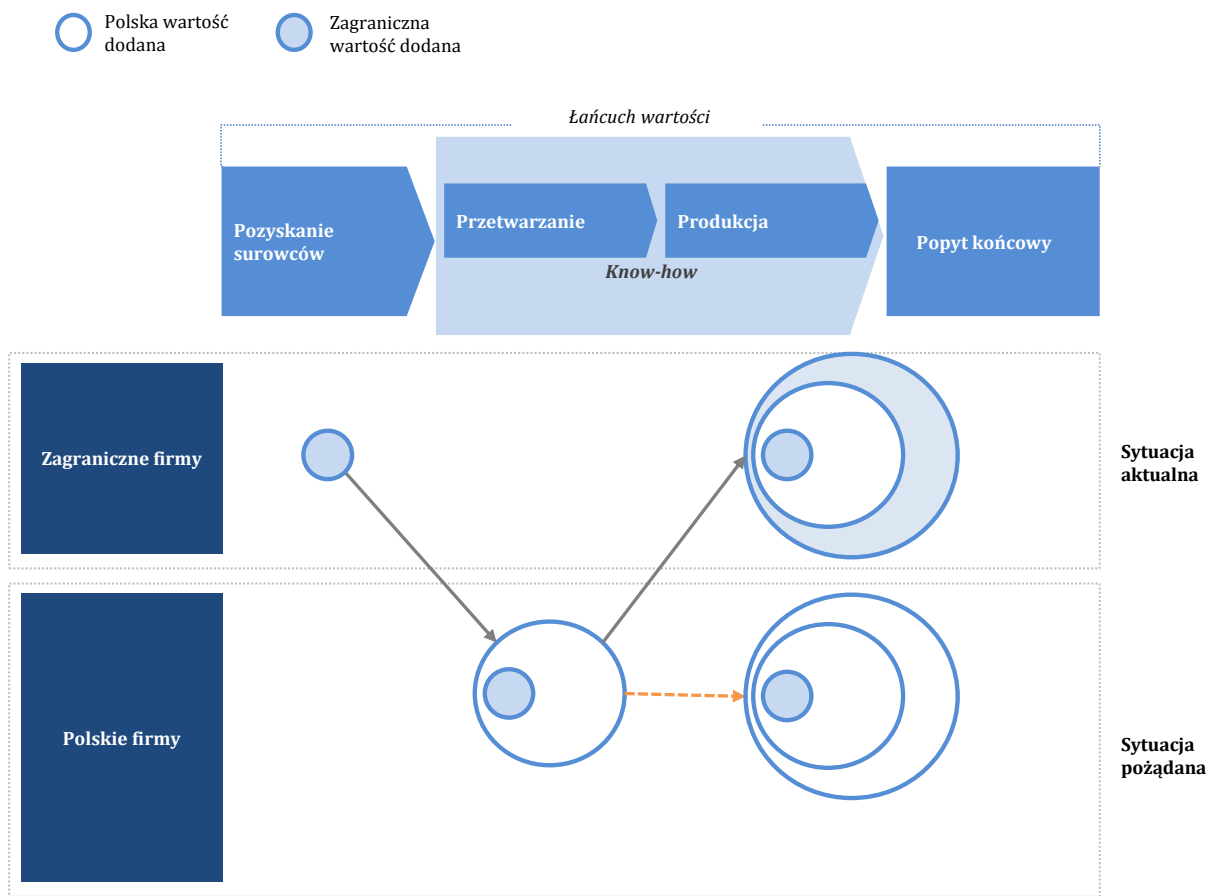 Polska wartość
dodana
Zagraniczna
wartość dodana
Łańcuch wartości
Pozyskanie
surowców
Przetwarzanie
Produkcja
Know-how
Popyt końcowy
Zagraniczne firmy
Sytuacja
aktualna
Polskie firmy
Sytuacja
pożądana